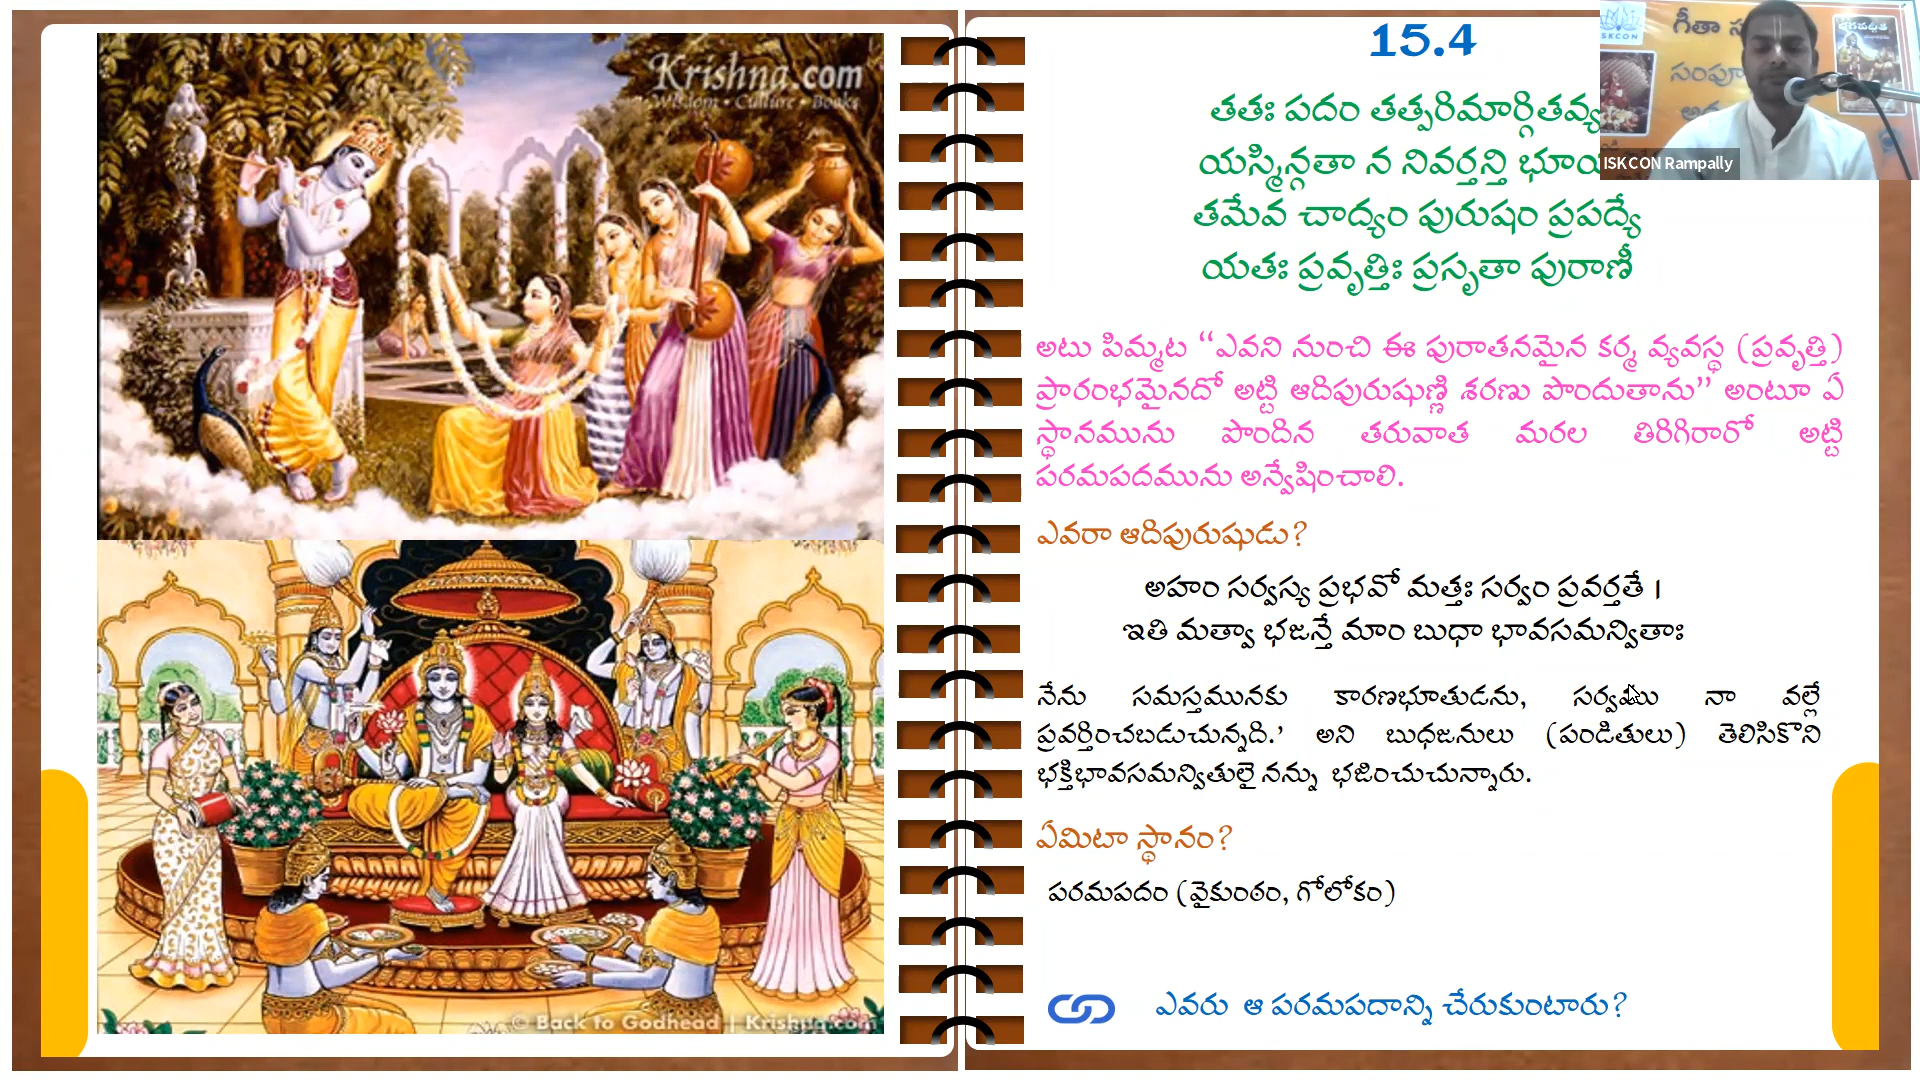 Krishna.com
Wisdom • Culture • Books
© Back to Godhead | Krishna.com
15.4
తతః పదం తత్పరిమార్గితవ్య
యస్మిన్గతా న నివర్తన్తి
తమేవ చాద్యం పురుషం ప్రపద్యే
యతః ప్రవృత్తిః ప్రసృతా పురాణీ
అటు పిమ్మట “ఎవని నుంచి ఈ పురాతనమైన కర్మ వ్యవస్థ (ప్రవృత్తి)
ప్రారంభమైనదో అట్టి ఆదిపురుషుణ్ణి శరణు పొందుతాను” అంటూ ఏ
స్థానమును పొందిన తరువాత మరల తిరిగిరారో అట్టి
పరమపదమును అన్వేషించాలి.
ఎవరా ఆదిపురుషుడు?
అహం సర్వస్య ప్రభవో మత్తః సర్వం ప్రవర్తతే ।
ఇతి మత్వా భజన్తే మాం బుధా భావసమన్వితాః
నేను సమస్తమునకు కారణభూతుడను, సర్వము నా వల్లే
ప్రవర్తించబడుచున్నది.’ అని బుధజనులు (పండితులు) తెలిసికొని
భక్తిభావసమన్వితులై నన్ను భజించుచున్నారు.
ఏమిటా స్థానం?
పరమపదం (వైకుంఠం, గోలోకం)
ఎవరు ఆ పరమపదాన్ని చేరుకుంటారు?
ISKCON
గీతా
ISKCON Rampally